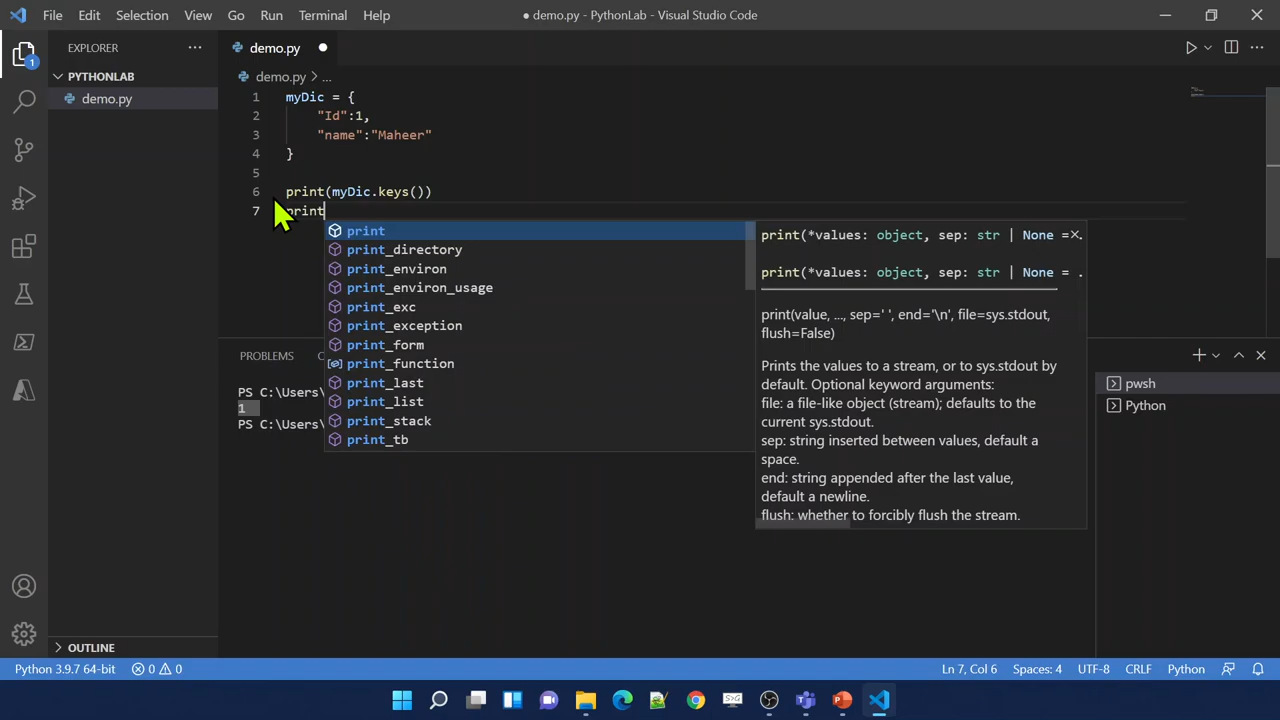 File Edit Selection View Go Run Terminal Help
● demo.py - PythonLab - Visual Studio Code
EXPLORER
demo.py
1
PYTHONLAB
demo.py > ...
demo.py
1 myDic = {
2 "Id":1,
3 "name":"Maheer"
4 }
5
6 print(myDic.keys())
7 print
print
print_directory
print_environ
print_environ_usage
print_exc
print_exception
print_form
print_function
print_last
print_list
print_stack
print_tb
print(*values: object, sep: str | None =
print(*values: object, sep: str | None = .
print(value, ..., sep=' ', end='\n', file=sys.stdout,
flush=False)
Prints the values to a stream, or to sys.stdout by
default. Optional keyword arguments:
file: a file-like object (stream); defaults to the
current sys.stdout.
sep: string inserted between values, default a
space.
end: string appended after the last value,
default a newline.
flush: whether to forcibly flush the stream.
PROBLEMS
PS C:\Users\
1
PS C:\Users\
pwsh
Python
OUTLINE
Python 3.9.7 64-bit 0 0 Ln 7, Col 6 Spaces: 4 UTF-8 CRLF Python